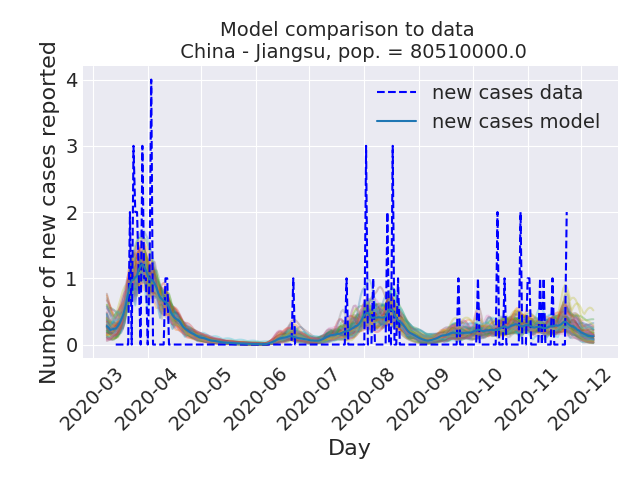 Model comparison to data
China - Jiangsu, pop. = 80510000.0
new cases data
new cases model
Number of new cases reported
4
3
2
1
0
2020-03
2020-04
2020-05
2020-06
2020-07
2020-08
2020-09
2020-10
2020-11
2020-12
Day